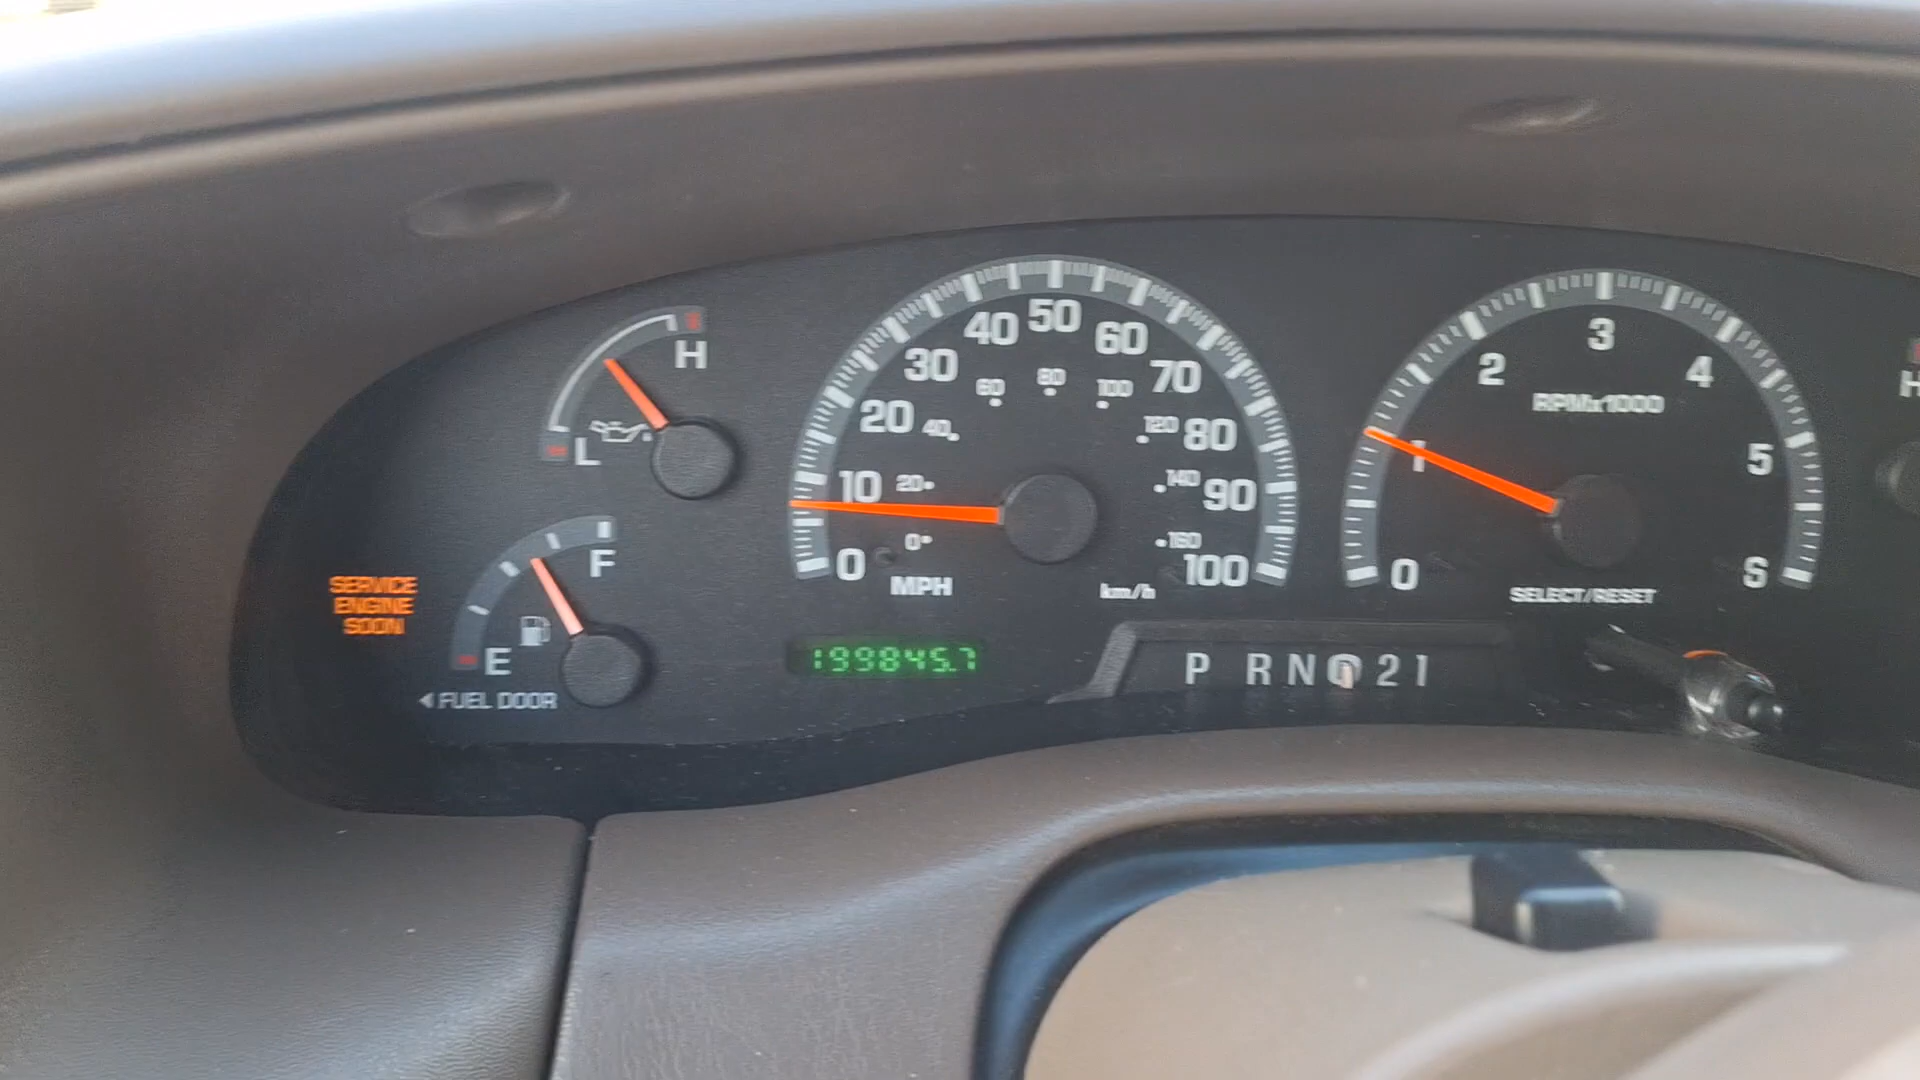 H
L
F
E
◀ FUEL DOOR
SERVICE
ENGINE
SOON
0 10 20 30 40 50 60 70 80 90 100
0 20 40 60 80 100 120 140 160
MPH
km/h
199845.7
P R N D 2 1
0 1 2 3 4 5 S
RPMx1000
SELECT/RESET
H